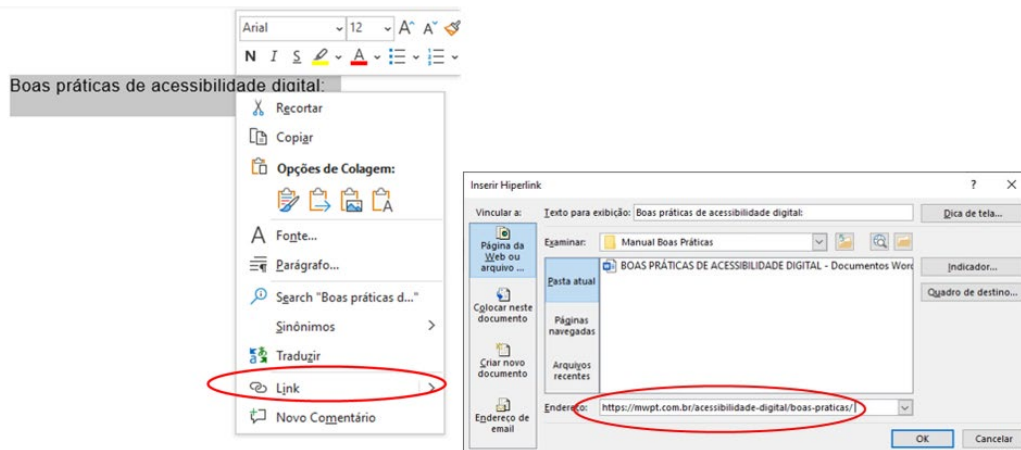 Arial 12
N I S
Boas práticas de acessibilidade digital:
Recortar
Copiar
Opções de Colagem:
Fonte...
Parágrafo...
Search "Boas práticas d..."
Sinônimos
Traduzir
Link
Novo Comentário
Inserir Hiperlink
Vincular a:
Texto para exibição: Boas práticas de acessibilidade digital:
Dica de tela...
Página da
Web ou
arquivo ...
Examinar: Manual Boas Práticas
Pasta atual
BOAS PRÁTICAS DE ACESSIBILIDADE DIGITAL - Documentos Word
Indicador...
Quadro de destino...
Colocar neste
documento
Páginas
navegadas
Criar novo
documento
Arquivos
recentes
Endereço: https://mwpt.com.br/acessibilidade-digital/boas-praticas/
Endereço de
email
OK
Cancelar